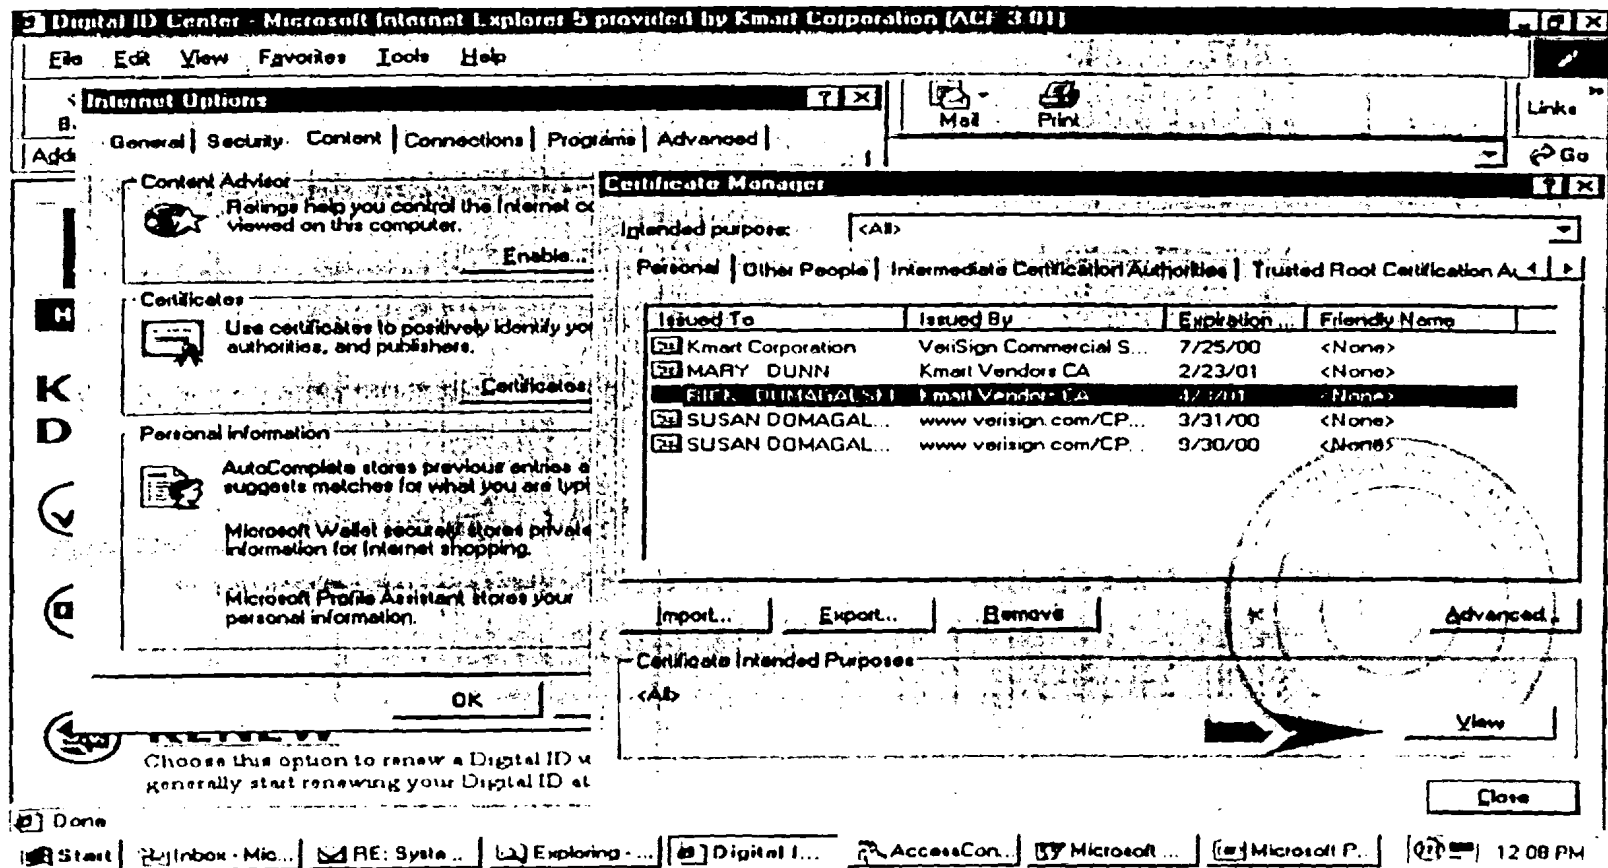 Digital ID Center - Microsoft Internet Explorer 5 provided by Kmart Corporation [ACF 3.01]
File Edit View Favorites Tools Help
Mail Print Links
Addr Go
Internet Options
General Security Content Connections Programs Advanced
Content Advisor
Ratings help you control the Internet co
viewed on this computer.
Enable...
Certificates
Use certificates to positively identify you
authorities, and publishers.
Certificates
Personal information
AutoComplete stores previous entries a
suggests matches for what you are typi
Microsoft Wallet securely stores private
information for Internet shopping.
Microsoft Profile Assistant stores your
personal information.
OK
H
K
D
RENEW
Choose this option to renew a Digital ID w
generally start renewing your Digital ID at
Certificate Manager
Intended purpose: <All>
Personal Other People Intermediate Certification Authorities Trusted Root Certification Au
Issued To Issued By Expiration ... Friendly Name
Kmart Corporation VeriSign Commercial S... 7/25/00 <None>
MARY DUNN Kmart Vendors CA 2/23/01 <None>
RICK DOMAGALSKI Kmart Vendors CA 4/3/01 <None>
SUSAN DOMAGAL... www.verisign.com/CP... 3/31/00 <None>
SUSAN DOMAGAL... www.verisign.com/CP... 9/30/00 <None>
Import... Export... Remove Advanced...
Certificate Intended Purposes
<All>
View
Close
Done
Start Inbox - Mic... RE: Syste... Exploring - ... Digital I... AccessCon... Microsoft ... Microsoft P... 12:08 PM